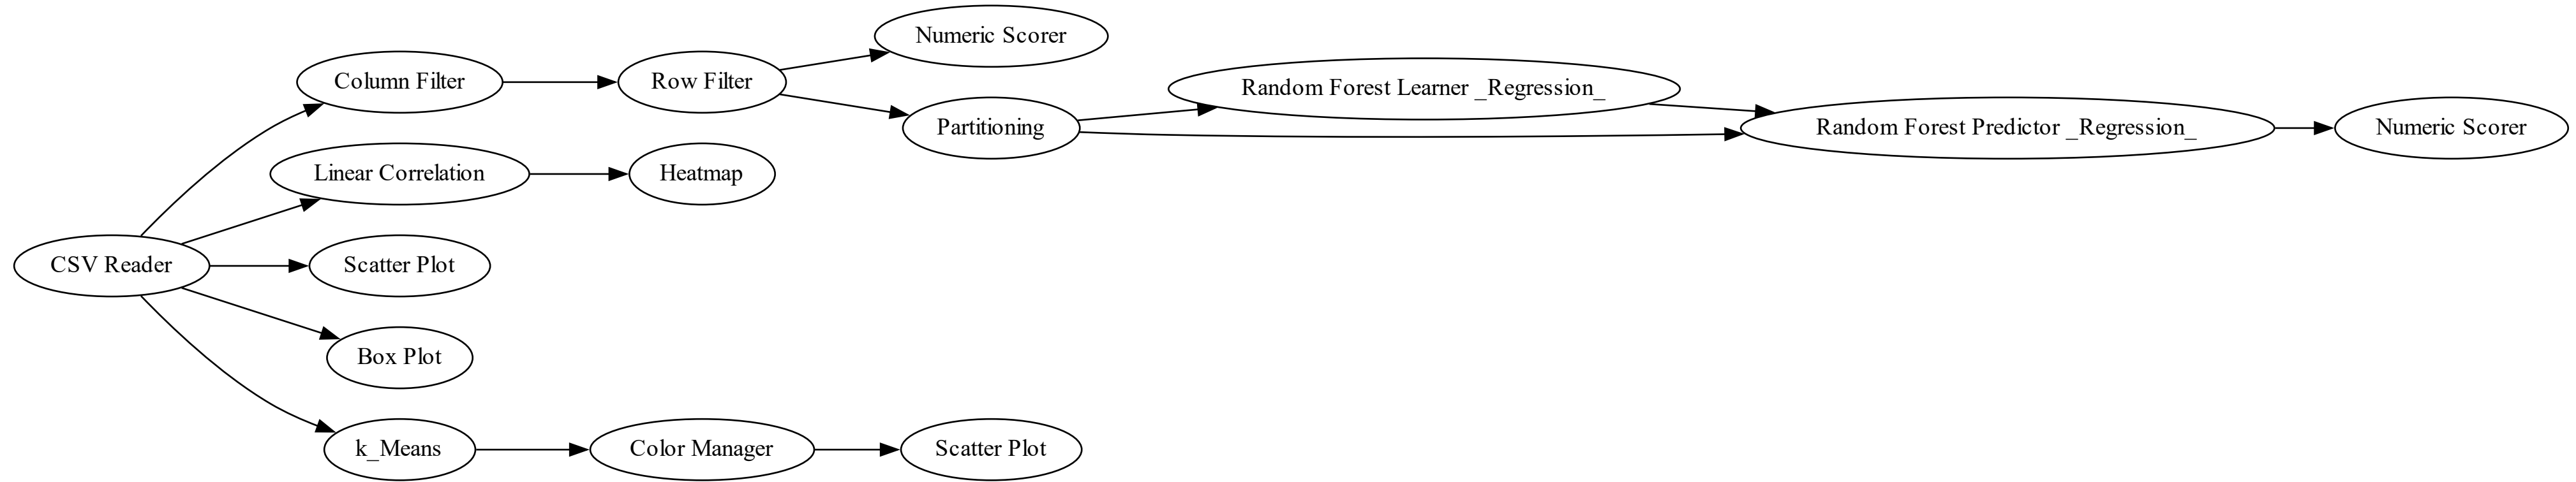 Numeric Scorer
Column Filter
Row Filter
Random Forest Learner _Regression_
Partitioning
Random Forest Predictor _Regression_
Numeric Scorer
Linear Correlation
Heatmap
CSV Reader
Scatter Plot
Box Plot
k_Means
Color Manager
Scatter Plot